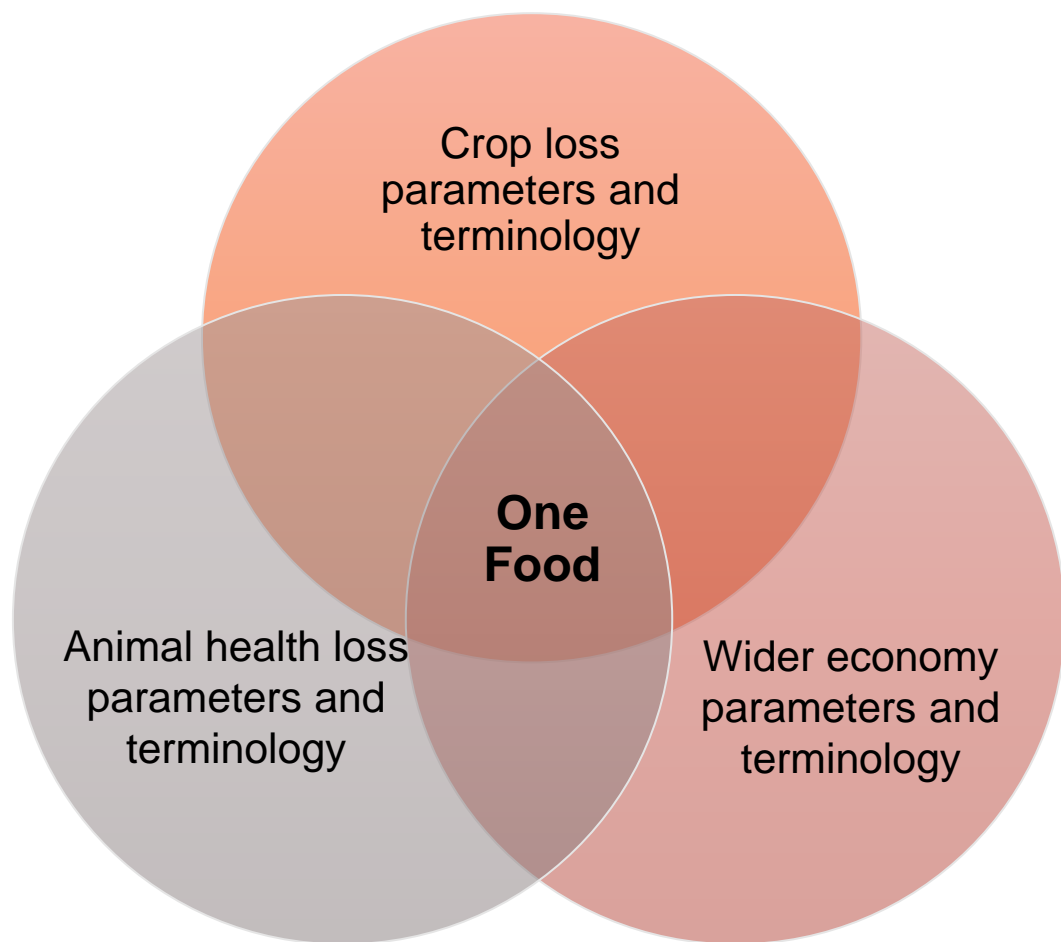 Crop loss
parameters and
terminology
One
Food
Animal health loss
parameters and
terminology
Wider economy
parameters and
terminology